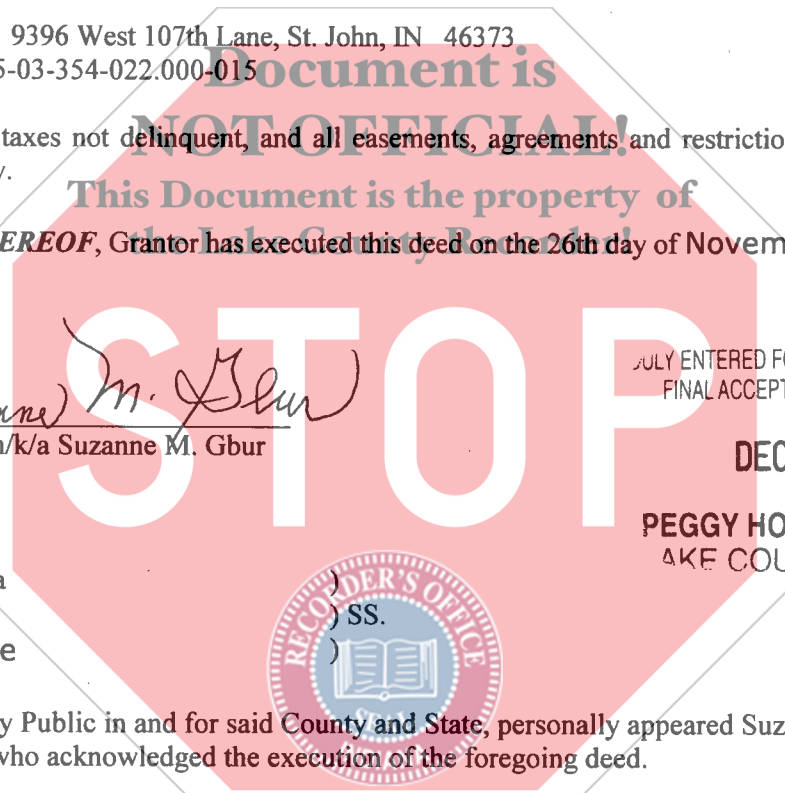 9396 West 107th Lane, St. John, IN 46373
5-03-354-022.000-015
Document is
taxes not delinquent, and all easements, agreements and restrictio
NOT OFFICIAL!
y.
This Document is the property of
EREOF, Grantor has executed this deed on the 26th day of Novem
the Lake County Recorder!
STOP
ULY ENTERED FO
FINAL ACCEPT
M. Gbur
n/k/a Suzanne M. Gbur
DEC
PEGGY HO
AKE COU
a )
) SS.
e )
RECORDER'S OFFICE
SEAL
y Public in and for said County and State, personally appeared Suz
who acknowledged the execution of the foregoing deed.